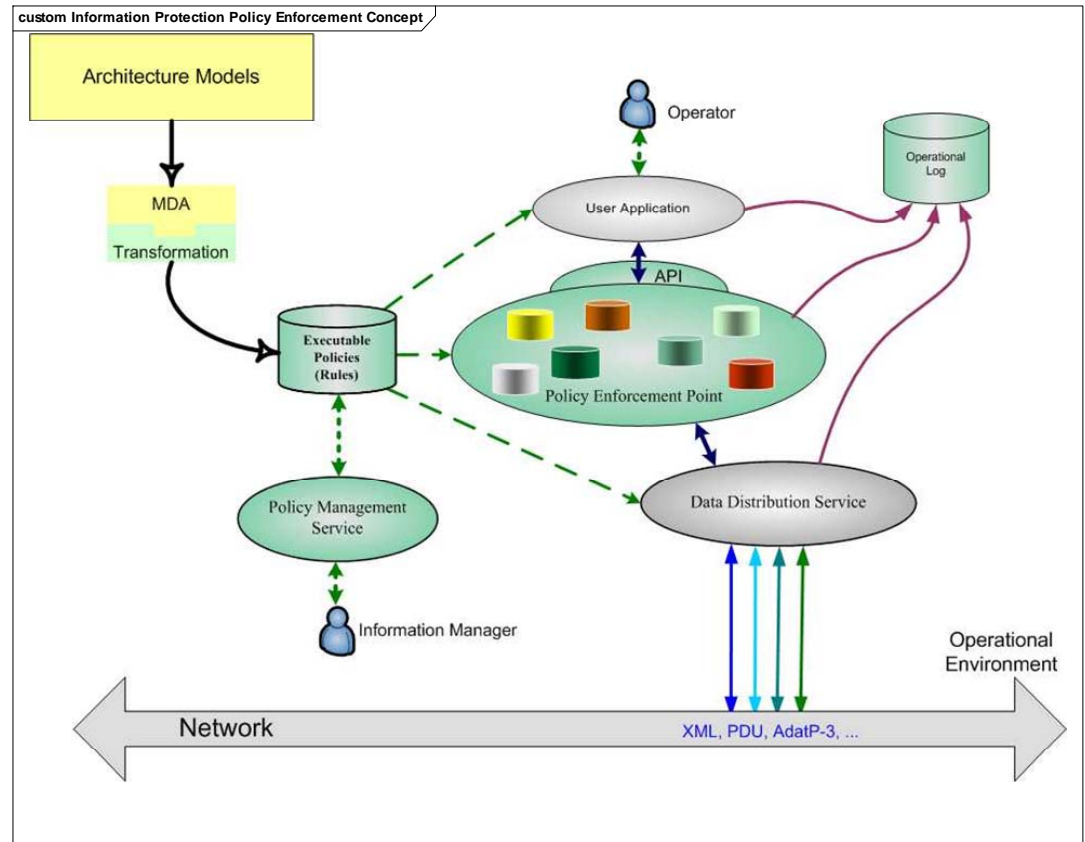 custom Information Protection Policy Enforcement Concept
Architecture Models
MDA
Transformation
Operator
User Application
Operational
Log
API
Executable
Policies
(Rules)
Policy Enforcement Point
Policy Management
Service
Data Distribution Service
Information Manager
Operational
Environment
Network
XML, PDU, AdatP-3, ...